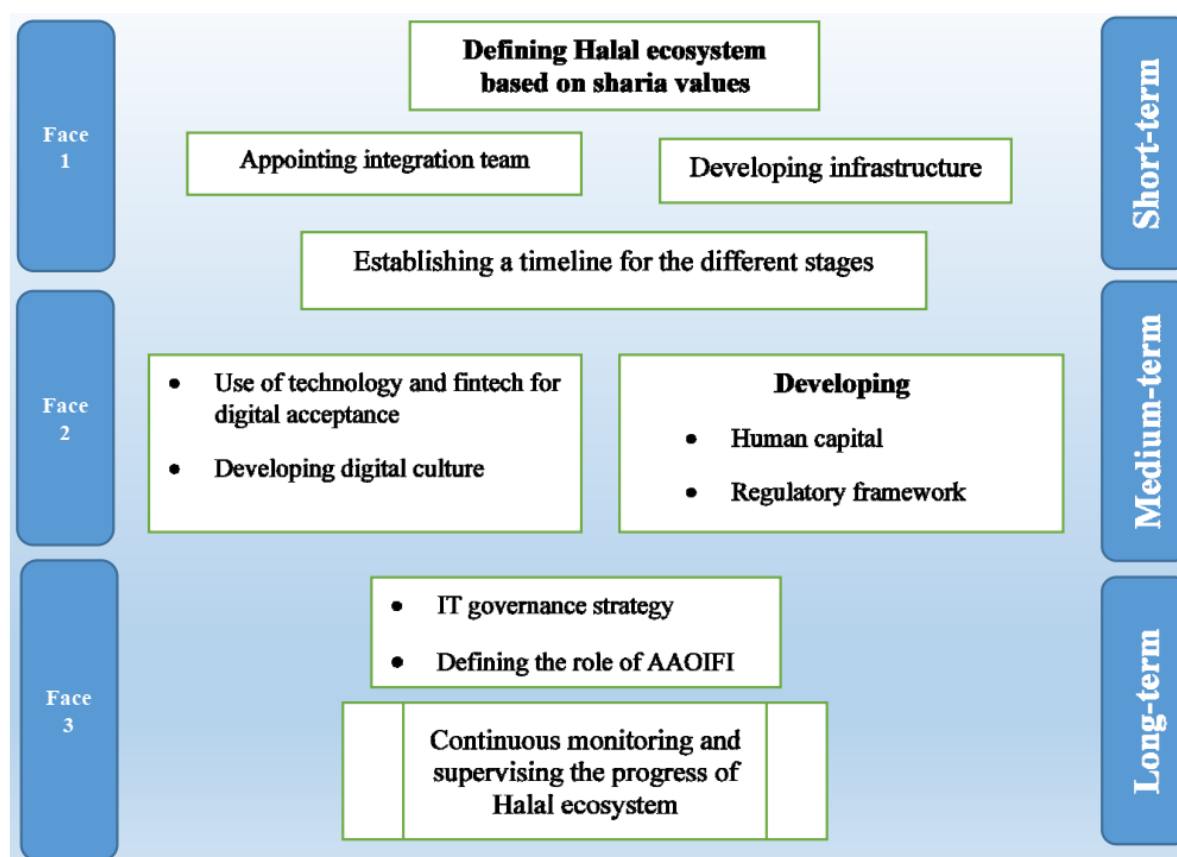 Defining Halal ecosystem
based on sharia values
Face
1
Short-term
Appointing integration team
Developing infrastructure
Establishing a timeline for the different stages
Face
2
Medium-term
• Use of technology and fintech for
digital acceptance
• Developing digital culture
Developing
• Human capital
• Regulatory framework
Face
3
Long-term
• IT governance strategy
• Defining the role of AAOIFI
Continuous monitoring and
supervising the progress of
Halal ecosystem